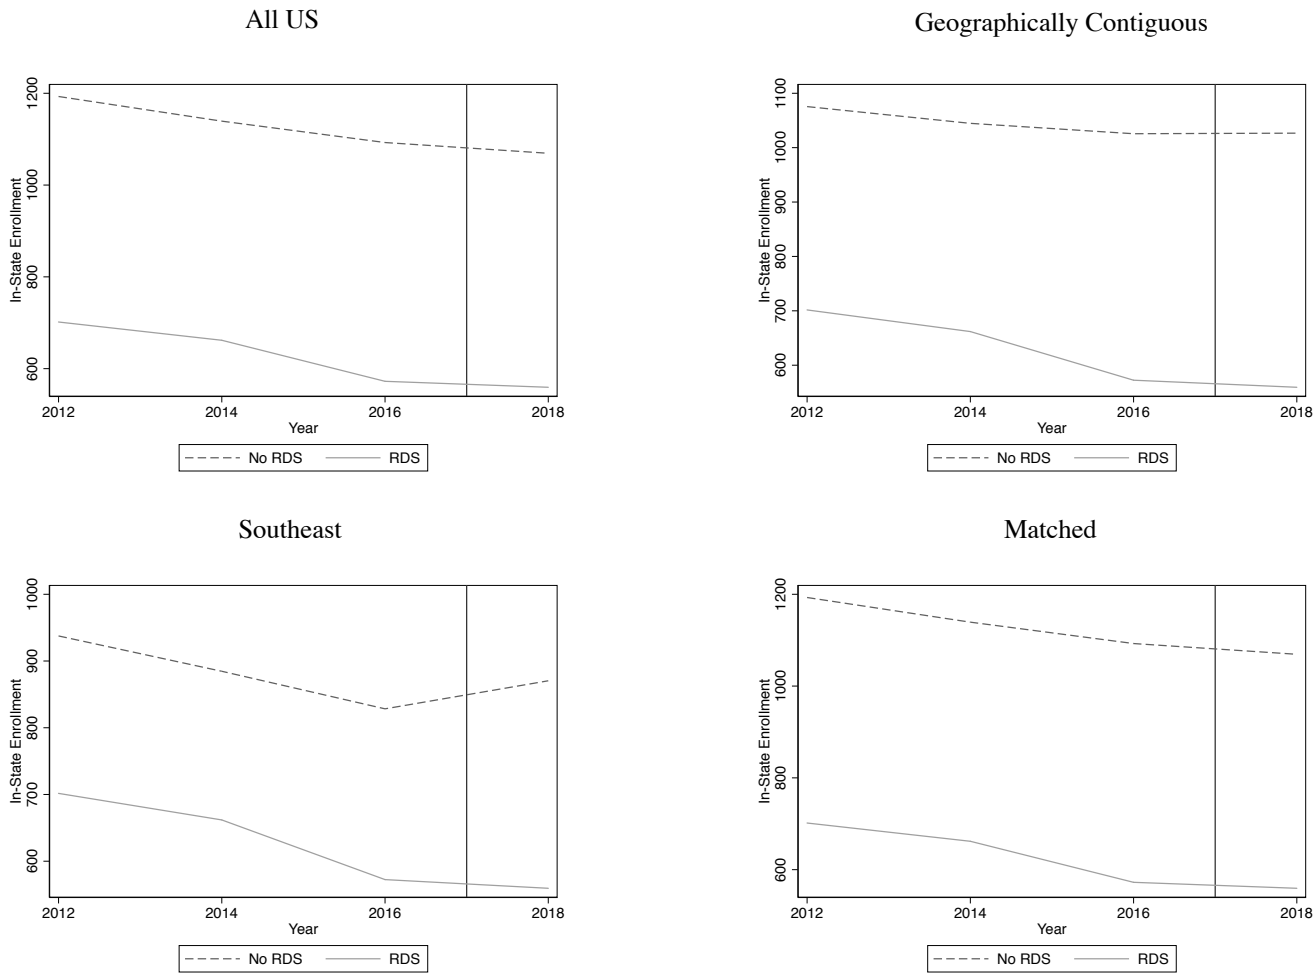 All US
In-State Enrollment
1200
1000
800
600
2012 2014 2016 2018
Year
No RDS RDS
Geographically Contiguous
In-State Enrollment
1100
1000
900
800
700
600
2012 2014 2016 2018
Year
No RDS RDS
Southeast
In-State Enrollment
1000
900
800
700
600
2012 2014 2016 2018
Year
No RDS RDS
Matched
In-State Enrollment
1200
1000
800
600
2012 2014 2016 2018
Year
No RDS RDS